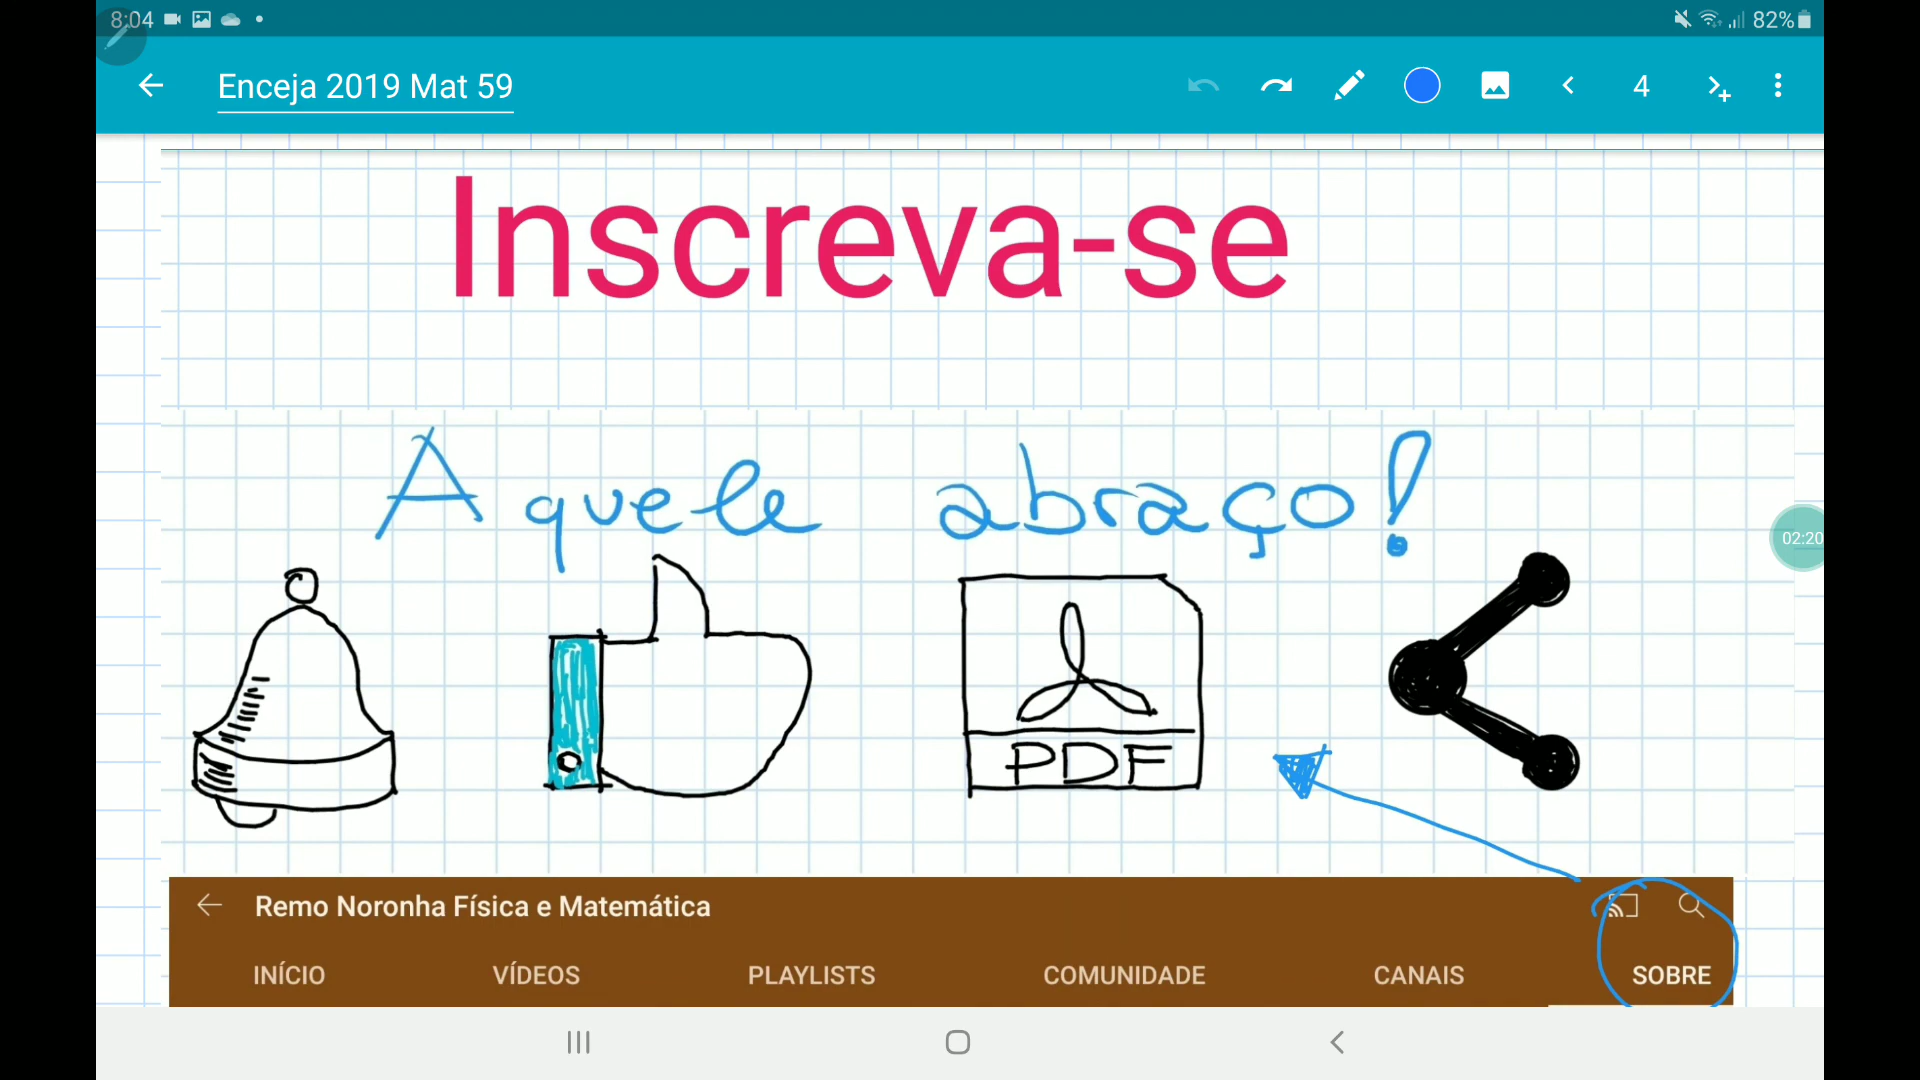 8:04 82%
Enceja 2019 Mat 59 4
Inscreva-se
Aquele abraço!
02:20
PDF
Remo Noronha Física e Matemática
INÍCIO VÍDEOS PLAYLISTS COMUNIDADE CANAIS SOBRE